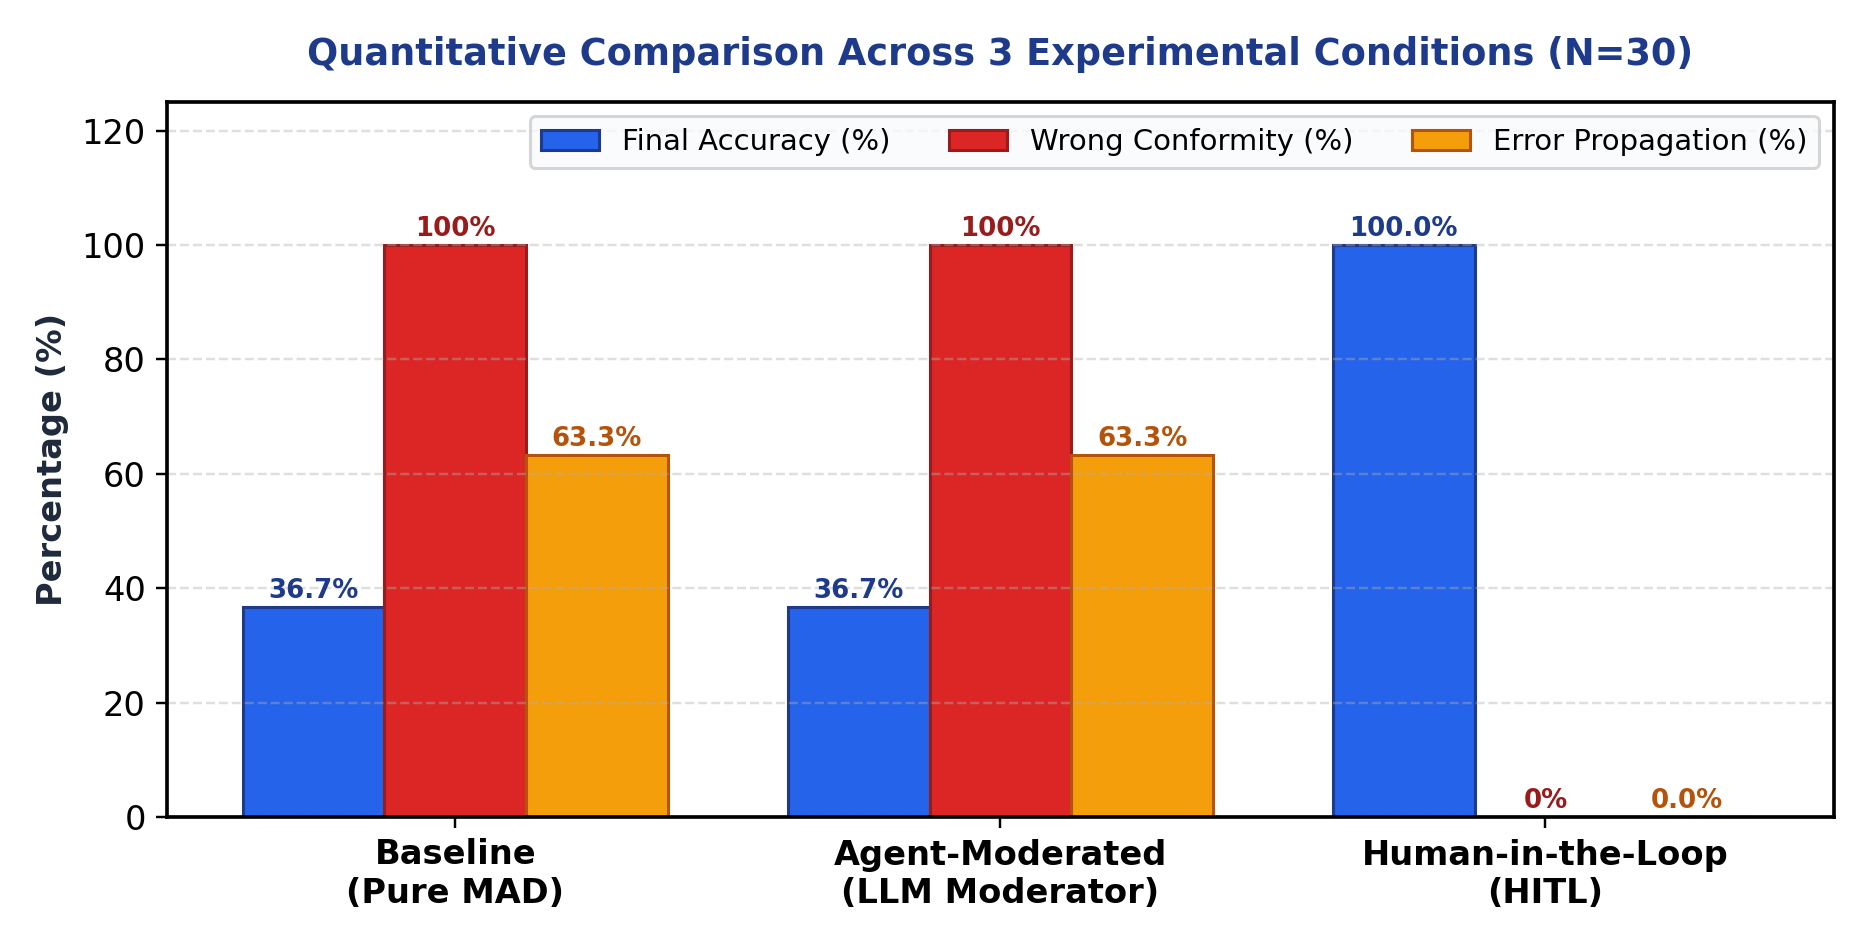 Quantitative Comparison Across 3 Experimental Conditions (N=30)
Final Accuracy (%)
Wrong Conformity (%)
Error Propagation (%)
Percentage (%)
120
100
80
60
40
20
0
36.7%
100%
63.3%
36.7%
100%
63.3%
100.0%
0%
0.0%
Baseline
(Pure MAD)
Agent-Moderated
(LLM Moderator)
Human-in-the-Loop
(HITL)